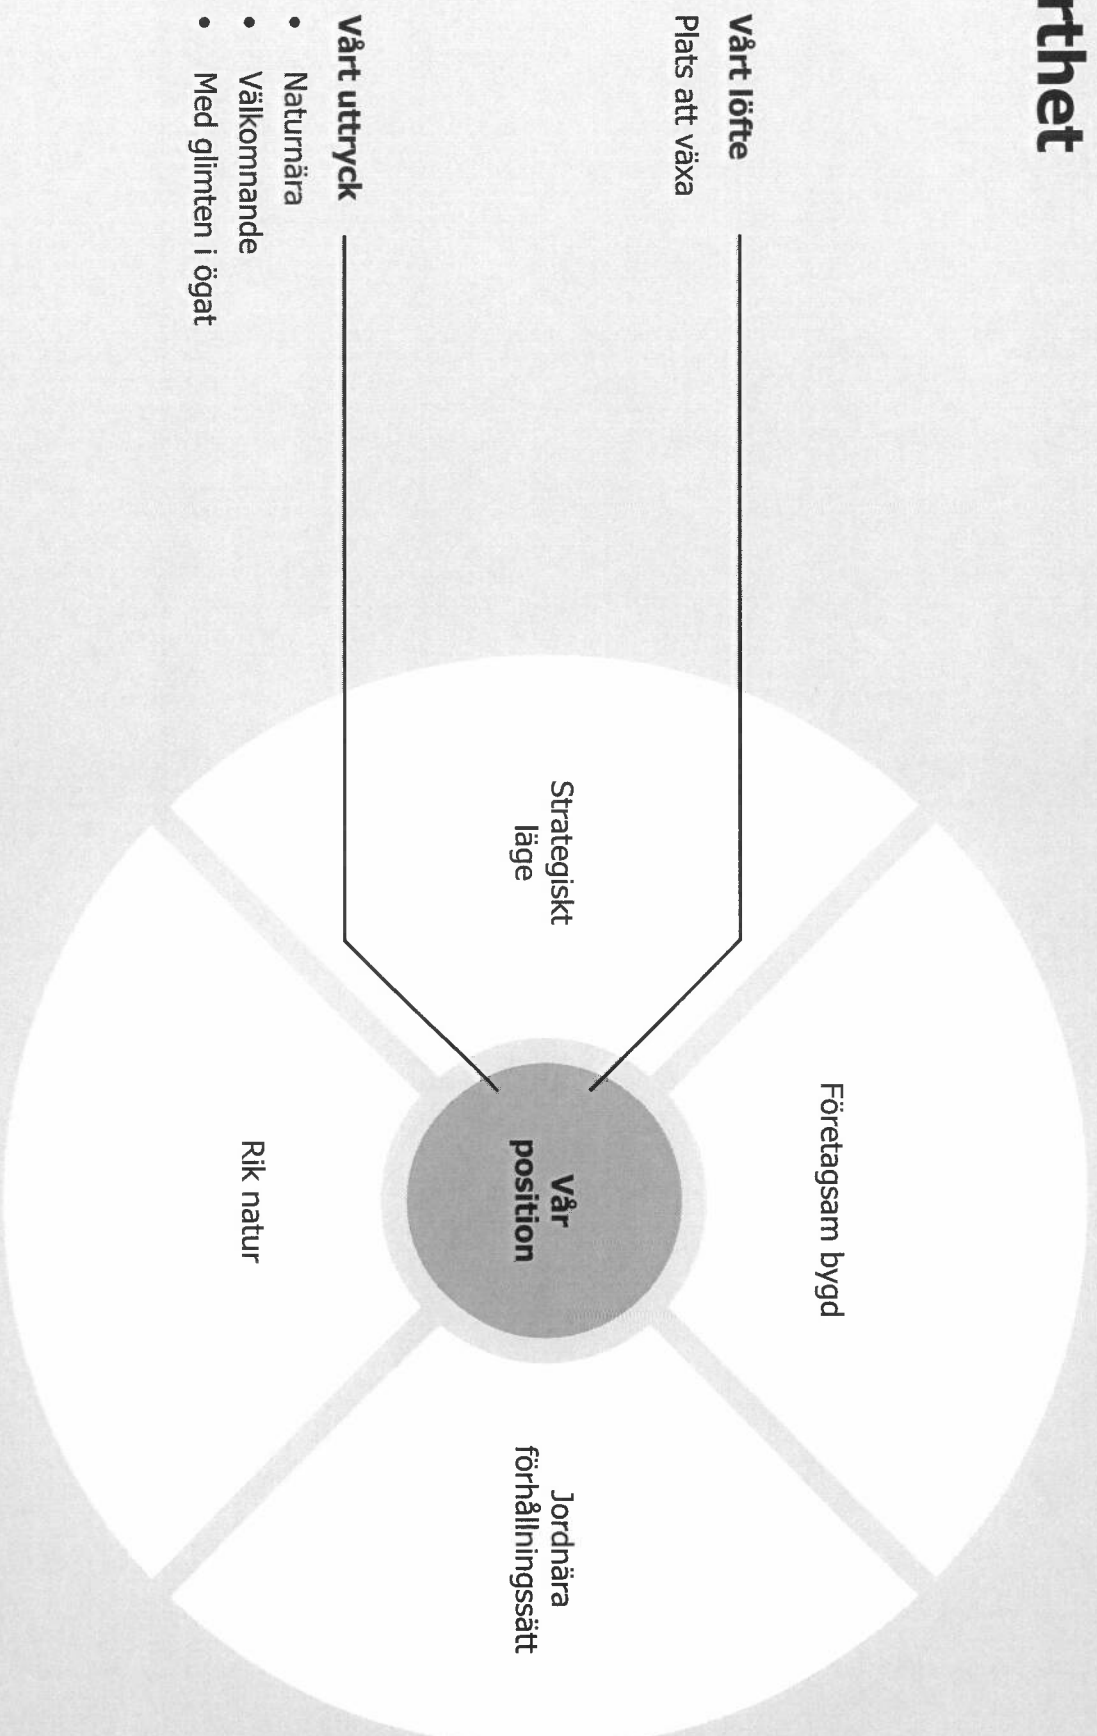 rthet
Vårt löfte
Plats att växa
Vårt uttryck
• Naturnära
• Välkomnande
• Med glimten i ögat
Företagsam bygd
Strategiskt
läge
Vår
position
Jordnära
förhållningssätt
Rik natur